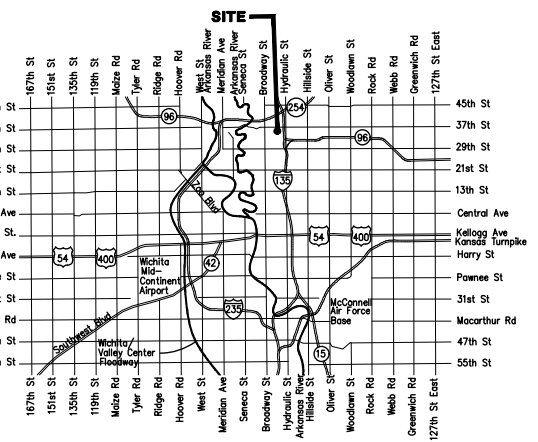 SITE
167th St
151st St
135th St
119th St
Maize Rd
Tyler Rd
Ridge Rd
Hoover Rd
West St
Arkansas River
Meridian Ave
Arkansas River
Seneca St
Broadway St
Hydraulic St
Hillside St
Oliver St
Woodlawn St
Rock Rd
Webb Rd
Greenwich Rd
127th St East
St
St
St
St
St
Ave
St.
Ave
St
St
Rd
St
St
45th St
37th St
29th St
21st St
13th St
Central Ave
Kellogg Ave
Kansas Turnpike
Harry St
Pawnee St
31st St
Macarthur Rd
47th St
55th St
254
96
96
135
Zoo Blvd
54
400
54
400
42
Wichita
Mid-
Continent
Airport
235
McConnell
Air Force
Base
Southwest Blvd
Wichita/
Valley Center
Floodway
15
167th St
151st St
135th St
119th St
Maize Rd
Tyler Rd
Ridge Rd
Hoover Rd
West St
Meridian Ave
Seneca St
Broadway St
Hydraulic St
Arkansas River
Hillside St
Oliver St
Woodlawn St
Rock Rd
Webb Rd
Greenwich Rd
127th St East